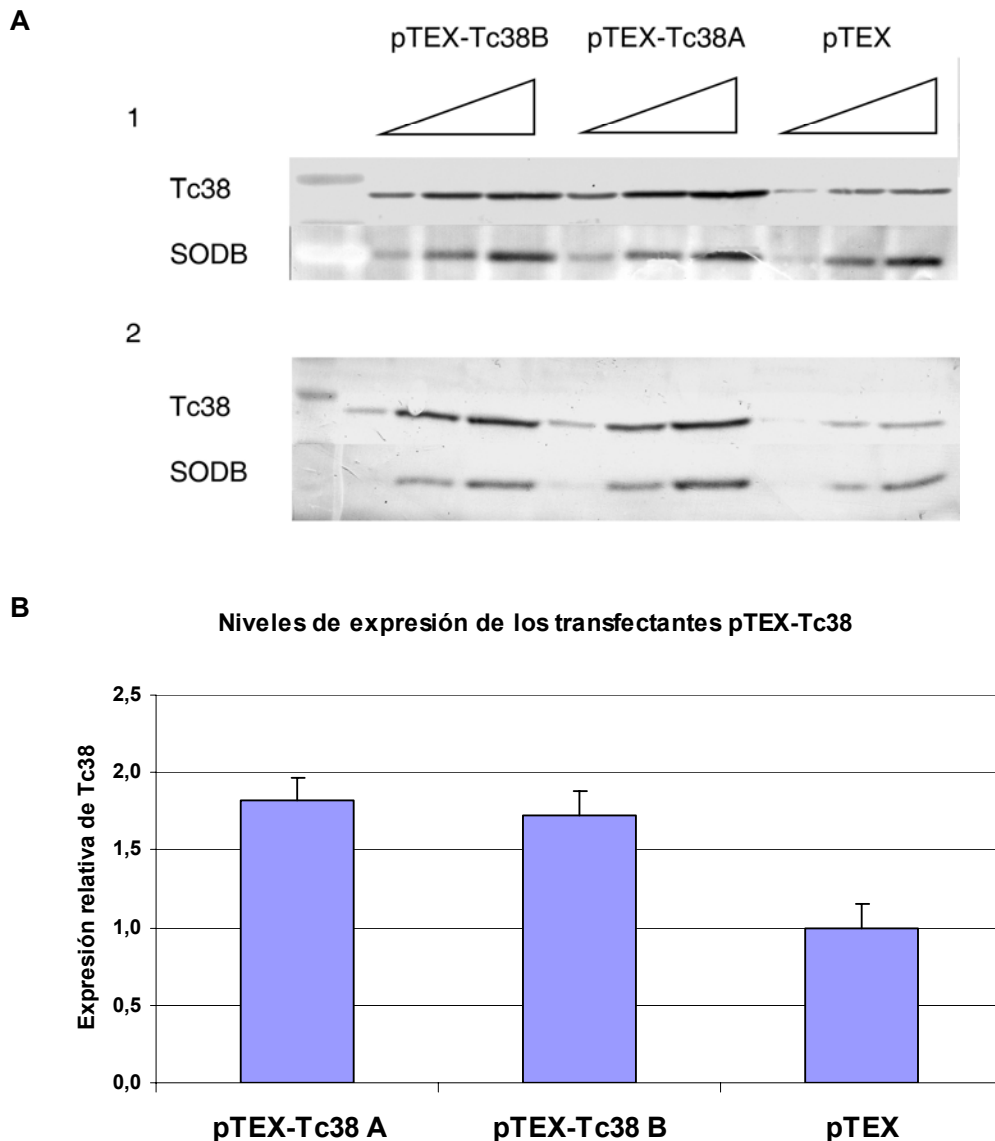 A
pTEX-Tc38B pTEX-Tc38A pTEX
1
Tc38
SODB
2
Tc38
SODB
B
Niveles de expresión de los transfectantes pTEX-Tc38
Expresión relativa de Tc38
2,5
2,0
1,5
1,0
0,5
0,0
pTEX-Tc38 A pTEX-Tc38 B pTEX